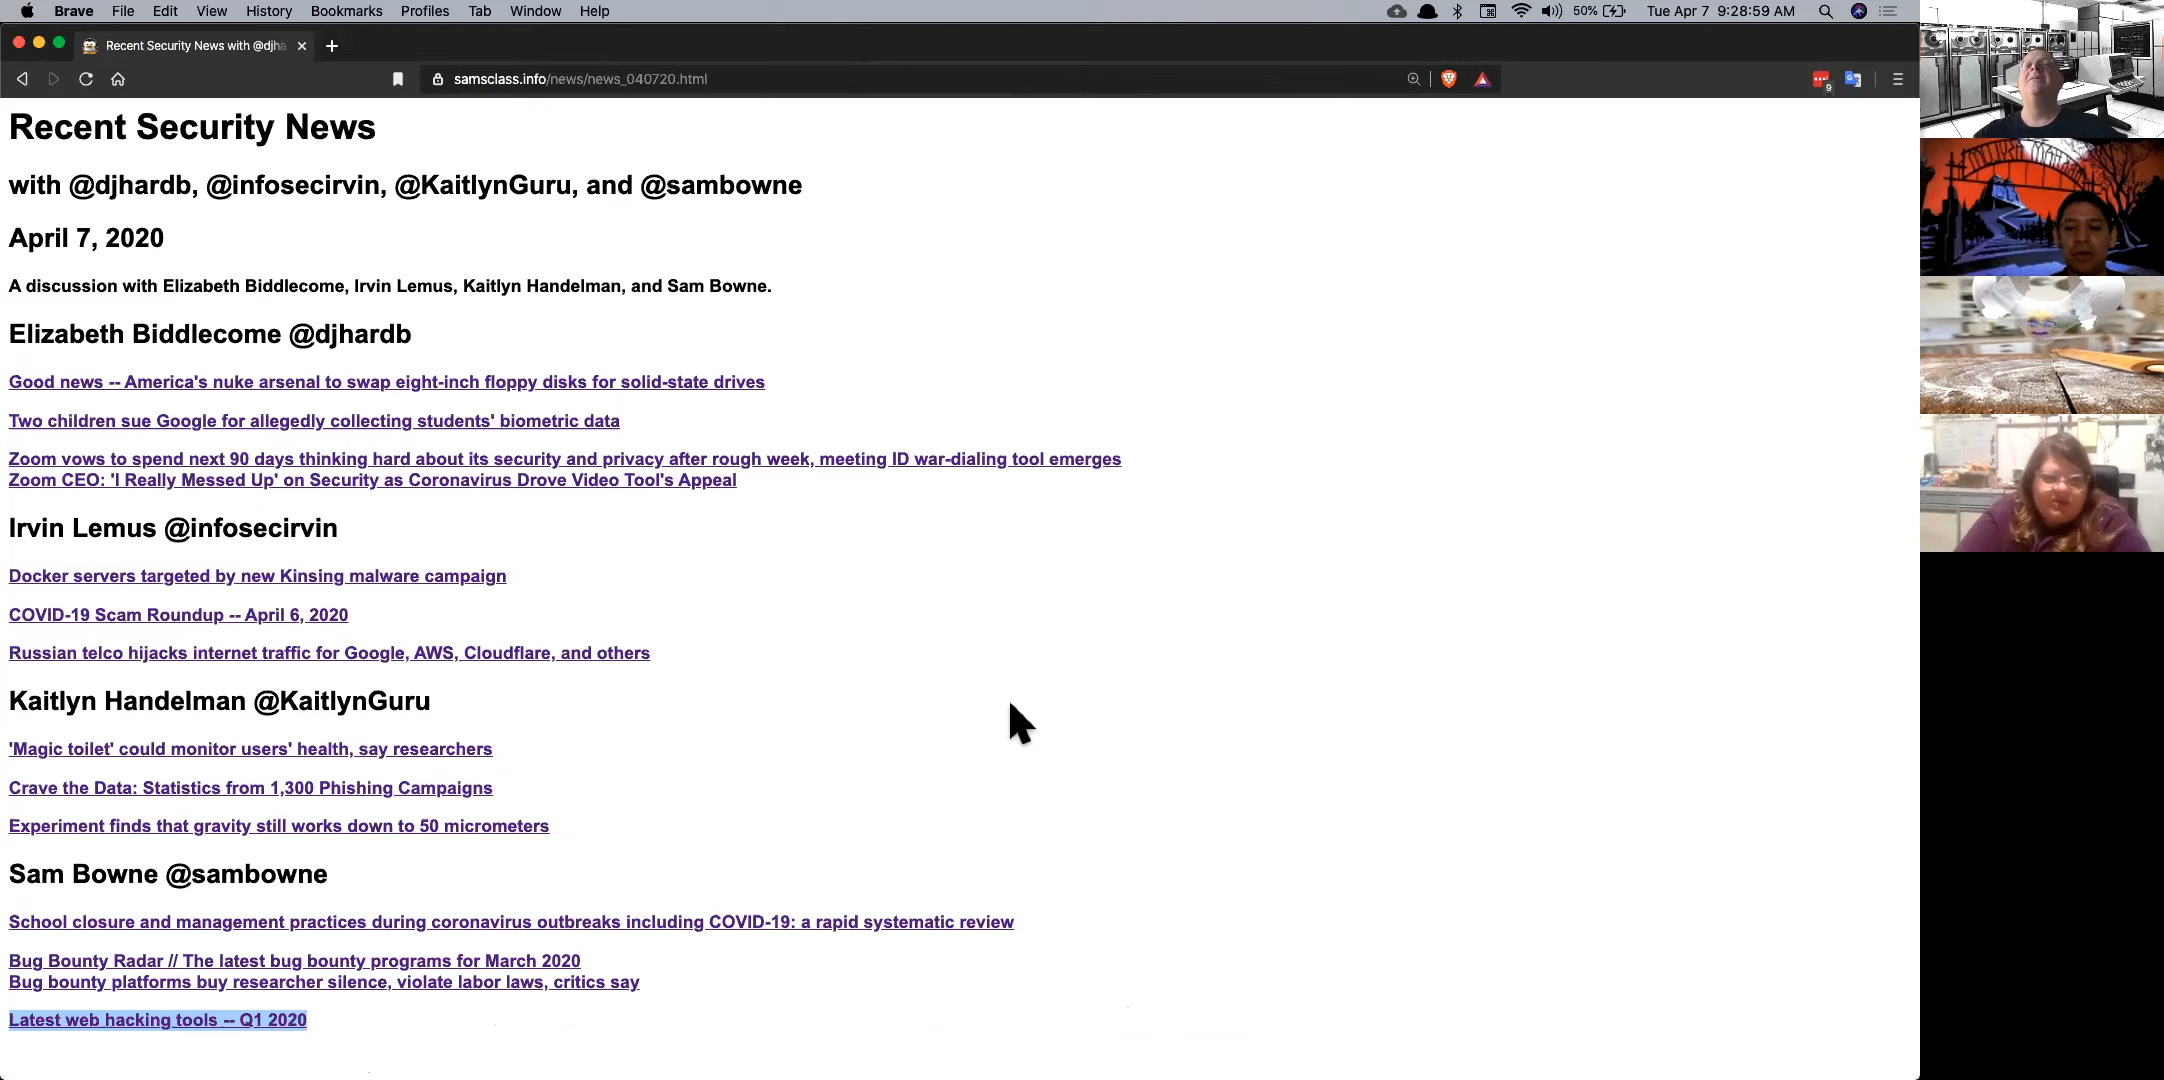 Brave File Edit View History Bookmarks Profiles Tab Window Help 50% Tue Apr 7 9:28:59 AM
Recent Security News with @djha
samsclass.info/news/news_040720.html
9
Recent Security News
with @djhardb, @infosecirvin, @KaitlynGuru, and @sambowne
April 7, 2020
A discussion with Elizabeth Biddlecome, Irvin Lemus, Kaitlyn Handelman, and Sam Bowne.
Elizabeth Biddlecome @djhardb
Good news -- America's nuke arsenal to swap eight-inch floppy disks for solid-state drives
Two children sue Google for allegedly collecting students' biometric data
Zoom vows to spend next 90 days thinking hard about its security and privacy after rough week, meeting ID war-dialing tool emerges
Zoom CEO: 'I Really Messed Up' on Security as Coronavirus Drove Video Tool's Appeal
Irvin Lemus @infosecirvin
Docker servers targeted by new Kinsing malware campaign
COVID-19 Scam Roundup -- April 6, 2020
Russian telco hijacks internet traffic for Google, AWS, Cloudflare, and others
Kaitlyn Handelman @KaitlynGuru
'Magic toilet' could monitor users' health, say researchers
Crave the Data: Statistics from 1,300 Phishing Campaigns
Experiment finds that gravity still works down to 50 micrometers
Sam Bowne @sambowne
School closure and management practices during coronavirus outbreaks including COVID-19: a rapid systematic review
Bug Bounty Radar // The latest bug bounty programs for March 2020
Bug bounty platforms buy researcher silence, violate labor laws, critics say
Latest web hacking tools -- Q1 2020